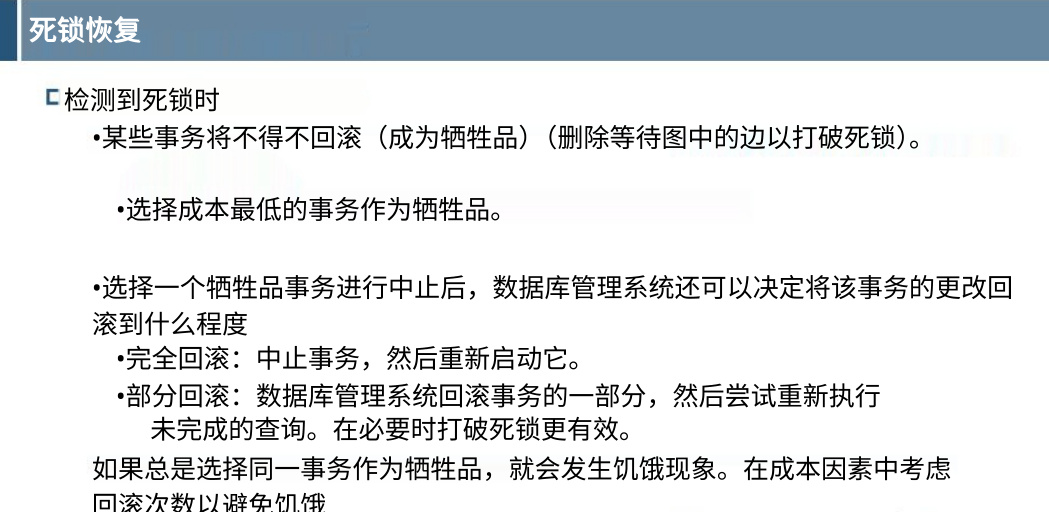 死锁恢复
检测到死锁时
•某些事务将不得不回滚（成为牺牲品）（删除等待图中的边以打破死锁）。
•选择成本最低的事务作为牺牲品。
•选择一个牺牲品事务进行中止后，数据库管理系统还可以决定将该事务的更改回
滚到什么程度
•完全回滚：中止事务，然后重新启动它。
•部分回滚：数据库管理系统回滚事务的一部分，然后尝试重新执行
未完成的查询。在必要时打破死锁更有效。
如果总是选择同一事务作为牺牲品，就会发生饥饿现象。在成本因素中考虑
回滚次数以避免饥饿